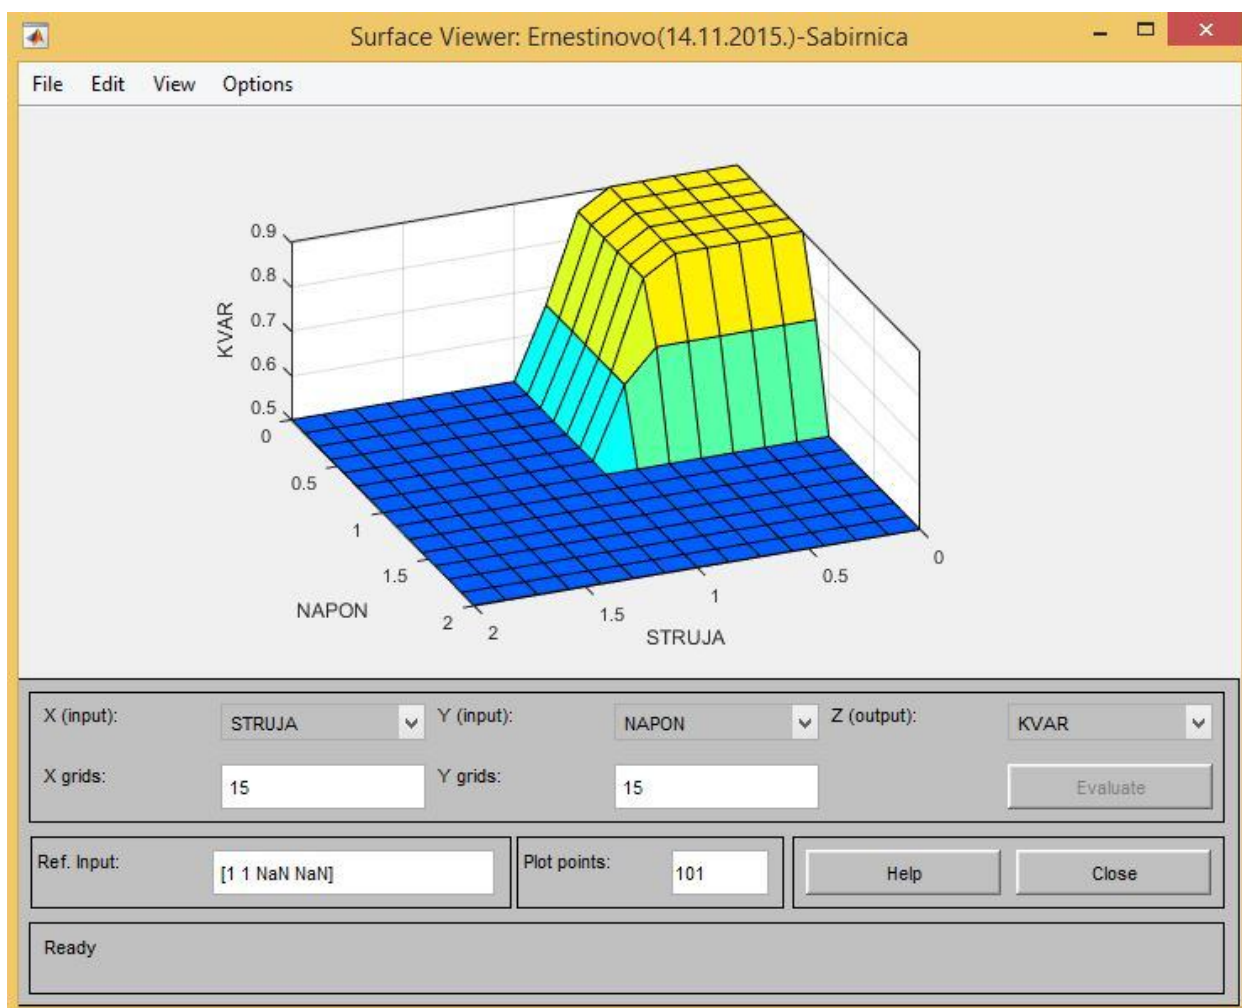 Surface Viewer: Ernestinovo(14.11.2015.)-Sabirnica
File Edit View Options
0.9
0.8
0.7
0.6
0.5
KVAR
0
0.5
1
1.5
2
NAPON
2
1.5
1
0.5
0
STRUJA
X (input): STRUJA Y (input): NAPON Z (output): KVAR
X grids: 15 Y grids: 15 Evaluate
Ref. Input: [1 1 NaN NaN] Plot points: 101 Help Close
Ready